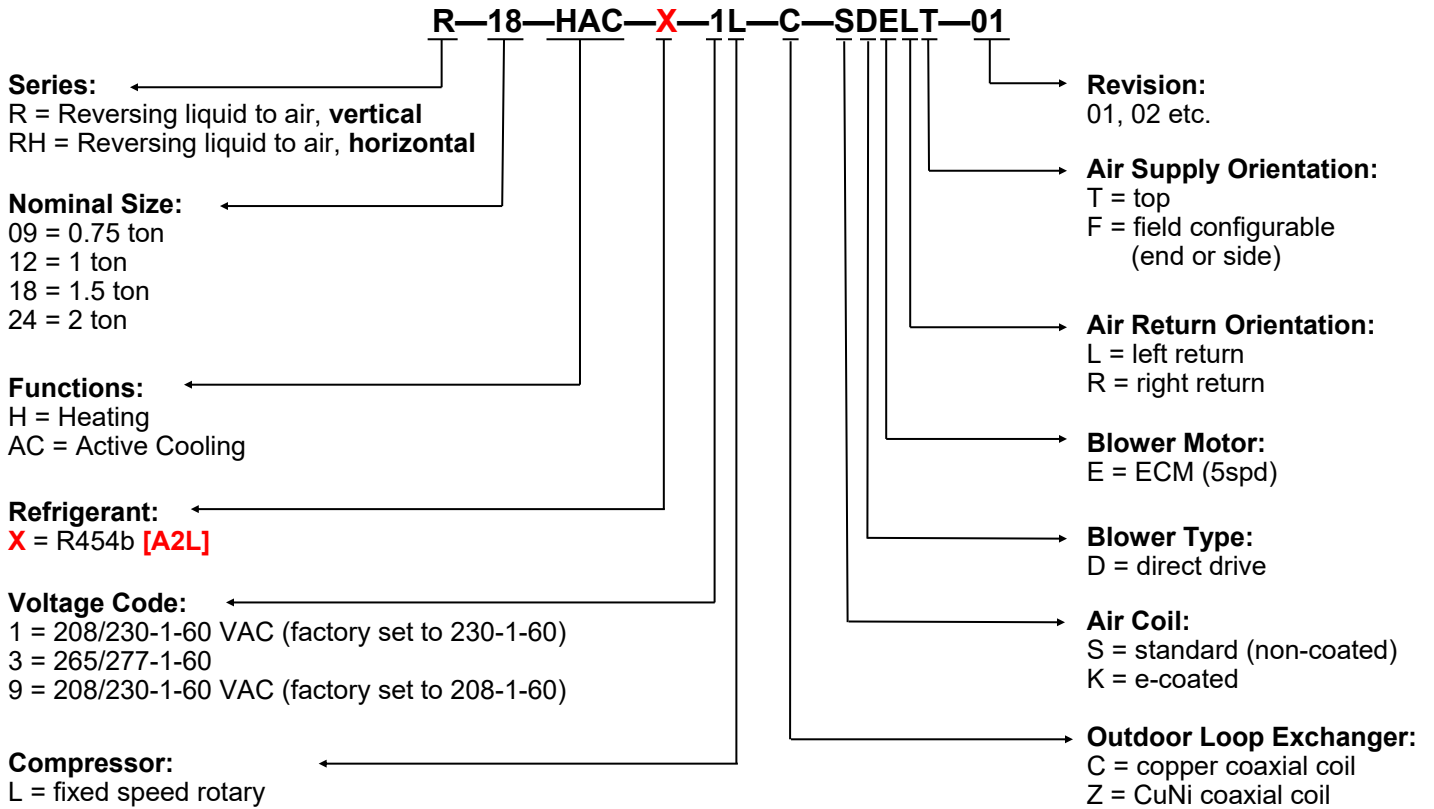 R—18—HAC—X—1L—C—SDELT—01
Series:
R = Reversing liquid to air, vertical
RH = Reversing liquid to air, horizontal
Nominal Size:
09 = 0.75 ton
12 = 1 ton
18 = 1.5 ton
24 = 2 ton
Functions:
H = Heating
AC = Active Cooling
Refrigerant:
X = R454b [A2L]
Voltage Code:
1 = 208/230-1-60 VAC (factory set to 230-1-60)
3 = 265/277-1-60
9 = 208/230-1-60 VAC (factory set to 208-1-60)
Compressor:
L = fixed speed rotary
Revision:
01, 02 etc.
Air Supply Orientation:
T = top
F = field configurable
(end or side)
Air Return Orientation:
L = left return
R = right return
Blower Motor:
E = ECM (5spd)
Blower Type:
D = direct drive
Air Coil:
S = standard (non-coated)
K = e-coated
Outdoor Loop Exchanger:
C = copper coaxial coil
Z = CuNi coaxial coil